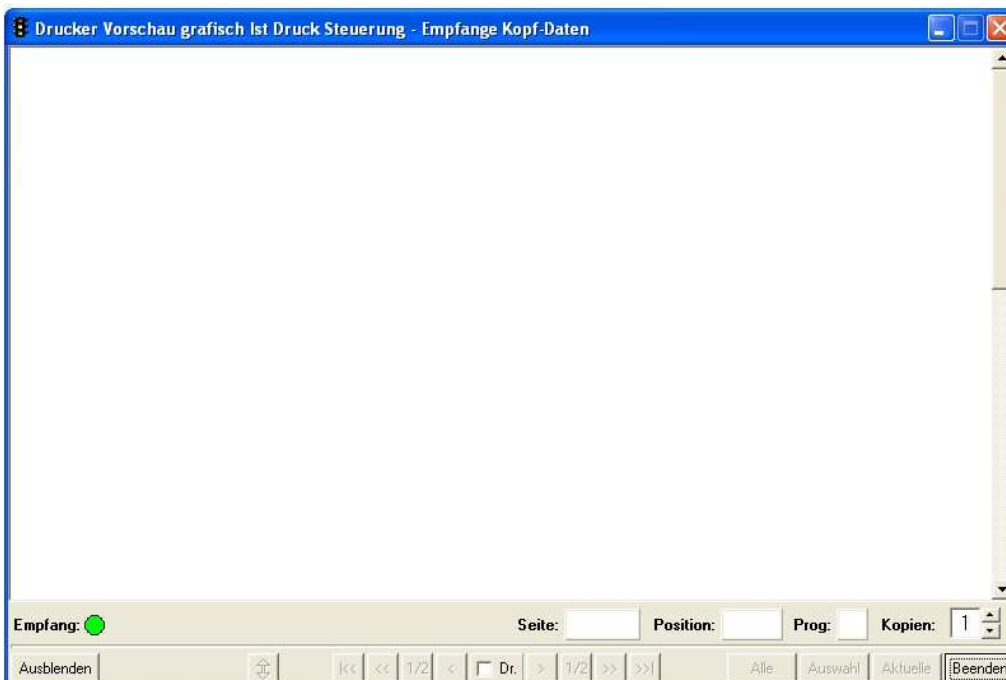 Drucker Vorschau grafisch Ist Druck Steuerung - Empfange Kopf-Daten
Empfang: Seite: Position: Prog: Kopien: 1
Ausblenden |<< << 1/2 < Dr. > 1/2 >> >>| Alle Auswahl Aktuelle Beenden